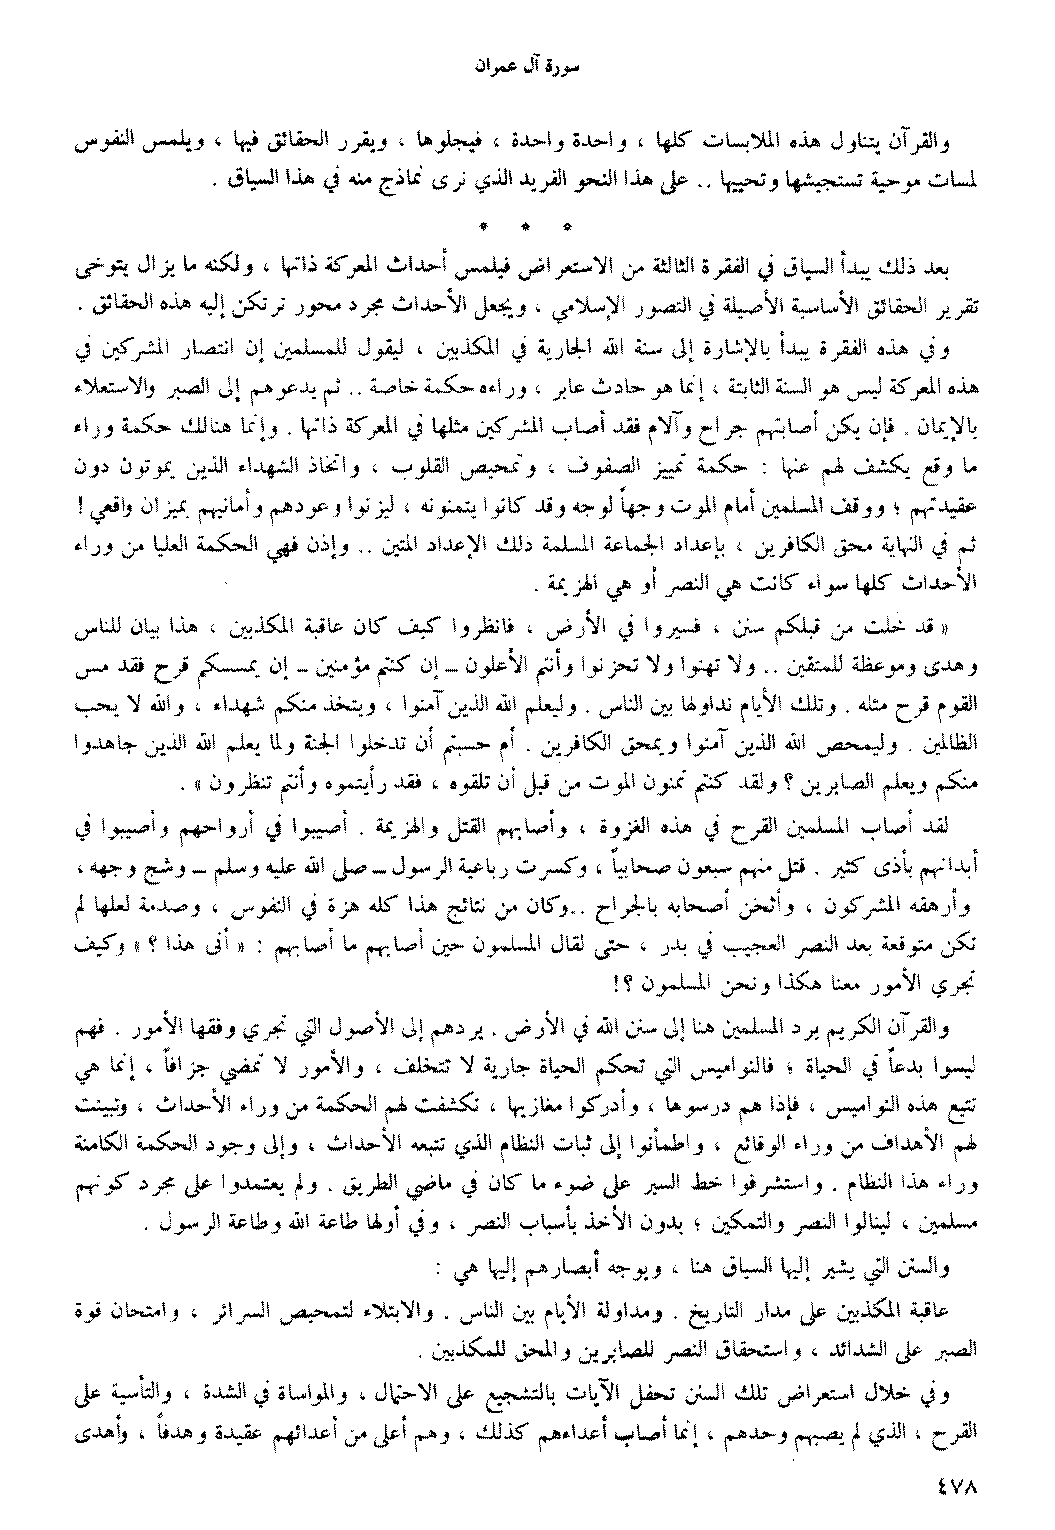 سورة آل عمران
والقرآن يتناول هذه الملابسات كلها ، واحدة واحدة ، فيجلوها ، ويقرر الحقائق فيها ، ويلمس النفوس
لمسات موحية تستجيشها وتحييها .. على هذا النحو الفريد الذي نرى نماذج منه في هذا السياق .
* * *
بعد ذلك يبدأ السياق في الفقرة الثالثة من الاستعراض فيلمس أحداث المعركة ذاتها ، ولكنه ما يزال يتوخى
تقرير الحقائق الأساسية الأصيلة في التصور الإسلامي ، ويجعل الأحداث مجرد محور ترتكن إليه هذه الحقائق .
وفي هذه الفقرة يبدأ بالإشارة إلى سنة الله الجارية في المكذبين ، ليقول للمسلمين إن انتصار المشركين في
هذه المعركة ليس هو السنة الثابتة ، إنما هو حادث عابر ، وراءه حكمة خاصة .. ثم يدعوهم إلى الصبر والاستعلاء
بالإيمان . فإن يكن أصابتهم جراح وآلام فقد أصاب المشركين مثلها في المعركة ذاتها . وإنما هنالك حكمة وراء
ما وقع يكشف لهم عنها : حكمة تمييز الصفوف ، وتمحيص القلوب ، واتخاذ الشهداء الذين يموتون دون
عقيدتهم ؛ ووقف المسلمين أمام الموت وجهاً لوجه وقد كانوا يتمنونه ، ليزنوا وعودهم وأمانيهم بميزان واقعي !
ثم في النهاية محق الكافرين ، بإعداد الجماعة المسلمة ذلك الإعداد المتين .. وإذن فهي الحكمة العليا من وراء
الأحداث كلها سواء كانت هي النصر أو هي الهزيمة .
« قد خلت من قبلكم سنن ، فسيروا في الأرض ، فانظروا كيف كان عاقبة المكذبين ، هذا بيان للناس
وهدى وموعظة للمتقين .. ولا تهنوا ولا تحزنوا وأنتم الأعلون – إن كنتم مؤمنين – إن يمسسكم قرح فقد مس
القوم قرح مثله . وتلك الأيام نداولها بين الناس . وليعلم الله الذين آمنوا ، ويتخذ منكم شهداء ، والله لا يحب
الظالمين . وليمحص الله الذين آمنوا ويمحق الكافرين . أم حسبتم أن تدخلوا الجنة ولما يعلم الله الذين جاهدوا
منكم ويعلم الصابرين ؟ ولقد كنتم تمنون الموت من قبل أن تلقوه ، فقد رأيتموه وأنتم تنظرون » .
لقد أصاب المسلمين القرح في هذه الغزوة ، وأصابهم القتل والهزيمة . أصيبوا في أرواحهم وأصيبوا في
أبدانهم بأذى كثير . قتل منهم سبعون صحابياً ، وكسرت رباعية الرسول – صلى الله عليه وسلم – وشج وجهه ،
وأرهقه المشركون ، وأثخن أصحابه بالجراح ..وكان من نتائج هذا كله هزة في النفوس ، وصدمة لعلها لم
تكن متوقعة بعد النصر العجيب في بدر ، حتى لقال المسلمون حين أصابهم ما أصابهم : « أنى هذا ؟ » وكيف
تجري الأمور معنا هكذا ونحن المسلمون ؟!
والقرآن الكريم يرد المسلمين هنا إلى سنن الله في الأرض . يردهم إلى الأصول التي تجري وفقها الأمور . فهم
ليسوا بدعاً في الحياة ؛ فالنواميس التي تحكم الحياة جارية لا تتخلف ، والأمور لا تمضي جزافاً ، إنما هي
تتبع هذه النواميس ، فإذا هم درسوها ، وأدركوا مغازيها ، تكشفت لهم الحكمة من وراء الأحداث ، وتبينت
لهم الأهداف من وراء الوقائع ، واطمأنوا إلى ثبات النظام الذي تتبعه الأحداث ، وإلى وجود الحكمة الكامنة
وراء هذا النظام . واستشرفوا خط السير على ضوء ما كان في ماضي الطريق . ولم يعتمدوا على مجرد كونهم
مسلمين ، لينالوا النصر والتمكين ؛ بدون الأخذ بأسباب النصر ، وفي أولها طاعة الله وطاعة الرسول .
والسنن التي يشير إليها السياق هنا ، ويوجه أبصارهم إليها هي :
عاقبة المكذبين على مدار التاريخ . ومداولة الأيام بين الناس . والابتلاء لتمحيص السرائر ، وامتحان قوة
الصبر على الشدائد ، واستحقاق النصر للصابرين والمحق للمكذبين .
وفي خلال استعراض تلك السنن تحفل الآيات بالتشجيع على الاحتمال ، والمواساة في الشدة ، والتأسية على
القرح ، الذي لم يصبهم وحدهم ، إنما أصاب أعداءهم كذلك ، وهم أعلى من أعدائهم عقيدة وهدفاً ، وأهدى
٤٧٨